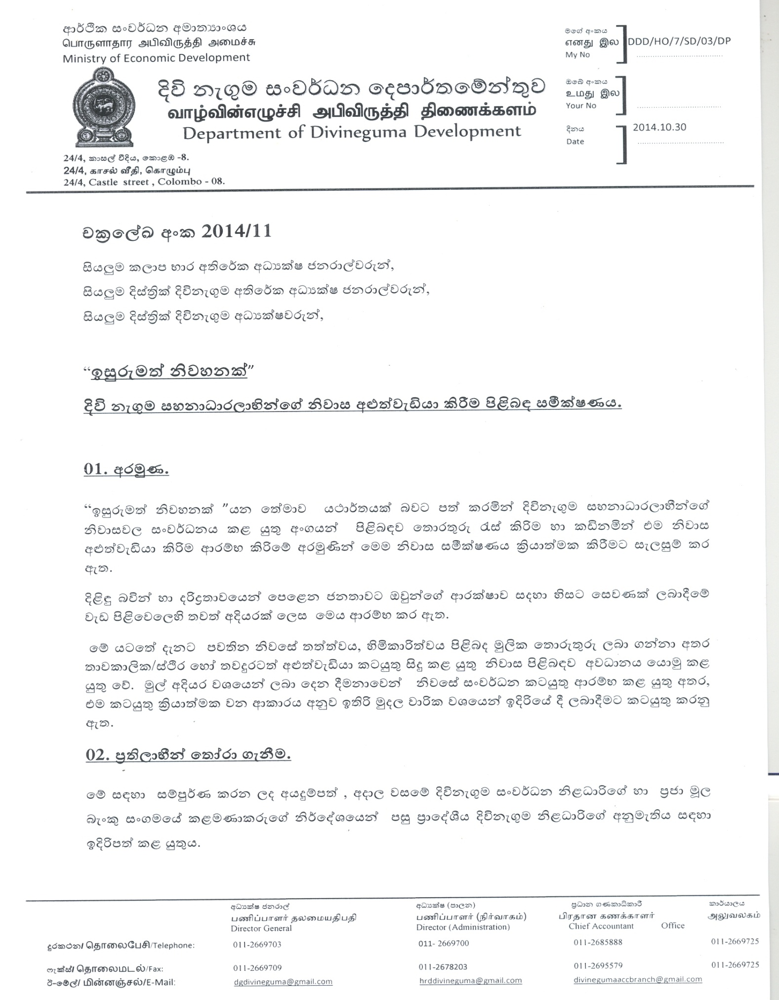 ආර්ථික සංවර්ධන අමාත්‍යාංශය
பொருளாதார அபிவிருத்தி அமைச்சு
Ministry of Economic Development
මගේ අංකය
எனது இல
My No
DDD/HO/7/SD/03/DP
දිවි නැගුම සංවර්ධන දෙපාර්තමේන්තුව
வாழ்வின்எழுச்சி அபிவிருத்தி திணைக்களம்
Department of Divineguma Development
ඔබේ අංකය
உமது இல
Your No
දිනය
Date
2014.10.30
24/4, කාසල් වීදිය, කොළඹ -8.
24/4, காசல் வீதி, கொழும்பு
24/4, Castle street , Colombo - 08.
චක්‍රලේඛ අංක 2014/11
සියලුම කලාප භාර අතිරේක අධ්‍යක්ෂ ජනරාල්වරුන්,
සියලුම දිස්ත්‍රික් දිවිනැගුම අතිරේක අධ්‍යක්ෂ ජනරාල්වරුන්,
සියලුම දිස්ත්‍රික් දිවිනැගුම අධ්‍යක්ෂවරුන්,
“ඉසුරුමත් නිවහනක්”
දිවි නැගුම සහනාධාරලාභින්ගේ නිවාස අළුත්වැඩියා කිරීම පිළිබඳ සමීක්ෂණය.
01. අරමුණ.
“ඉසුරුමත් නිවහනක් ”යන තේමාව යථාර්තයක් බවට පත් කරමින් දිවිනැගුම සහනාධාරලාභීන්ගේ
නිවාසවල සංවර්ධනය කළ යුතු අංගයන් පිළිබඳව තොරතුරු රැස් කිරිම හා කඩිනමින් එම නිවාස
අළුත්වැඩියා කිරිම ආරම්භ කිරිමේ අරමුණින් මෙම නිවාස සමීක්ෂණය ක්‍රියාත්මක කිරීමට සැලසුම් කර
ඇත.
දිළිඳු බවින් හා දරිද්‍රතාවයෙන් පෙළෙන ජනතාවට ඔවුන්ගේ ආරක්ෂාව සදහා හිසට සෙවණක් ලබාදීමේ
වැඩ පිළිවෙලෙහි තවත් අදියරක් ලෙස මෙය ආරම්භ කර ඇත.
මේ යටතේ දැනට පවතින නිවසේ තත්ත්වය, හිමිකාරිත්වය පිළිබද මුලික තොරුතුරු ලබා ගන්නා අතර
තාවකාලික/ස්ථිර හෝ තවදුරටත් අළුත්වැඩියා කටයුතු සිදු කළ යුතු නිවාස පිළිබඳව අවධානය යොමු කළ
යුතු වේ. මුල් අදියර වශයෙන් ලබා දෙන දීමනාවෙන් නිවසේ සංවර්ධන කටයුතු ආරම්භ කළ යුතු අතර,
එම කටයුතු ක්‍රියාත්මක වන ආකාරය අනුව ඉතිරි මුදල වාරික වශයෙන් ඉදිරියේ දී ලබාදීමට කටයුතු කරනු
ඇත.
02. ප්‍රතිලාභීන් තෝරා ගැනීම.
මේ සඳහා සම්පුර්ණ කරන ලද අයදුම්පත් , අදාල වසමේ දිවිනැගුම සංවර්ධන නිළධාරිගේ හා ප්‍රජා මූල
බැංකු සංගමයේ කළමණාකරුගේ නිර්දේශයෙන් පසු ප්‍රාදේශීය දිවිනැගුම නිළධාරිගේ අනුමැතිය සඳහා
ඉදිරිපත් කළ යුතුය.
අධ්‍යක්ෂ ජනරාල් අධ්‍යක්ෂ (පාලන) ප්‍රධාන ගණකාධිකාරී කාර්යාලය
பணிப்பாளர் தலைமையதிபதி பணிப்பாளர் (நிர்வாகம்) பிரதான கணக்காளர் அலுவலகம்
Director General Director (Administration) Chief Accountant Office
දුරකථන/ தொலைபேசி/Telephone: 011-2669703 011- 2669700 011-2685888 011-2669725
ෆැක්ස්/ தொலைமடல்/Fax: 011-2669709 011-2678203 011-2695579 011-2669725
ඊ-මේල්/ மின்னஞ்சல்/E-Mail: dgdivineguma@gmail.com hrddivineguma@gmail.com divinegumaaccbranch@gmail.com